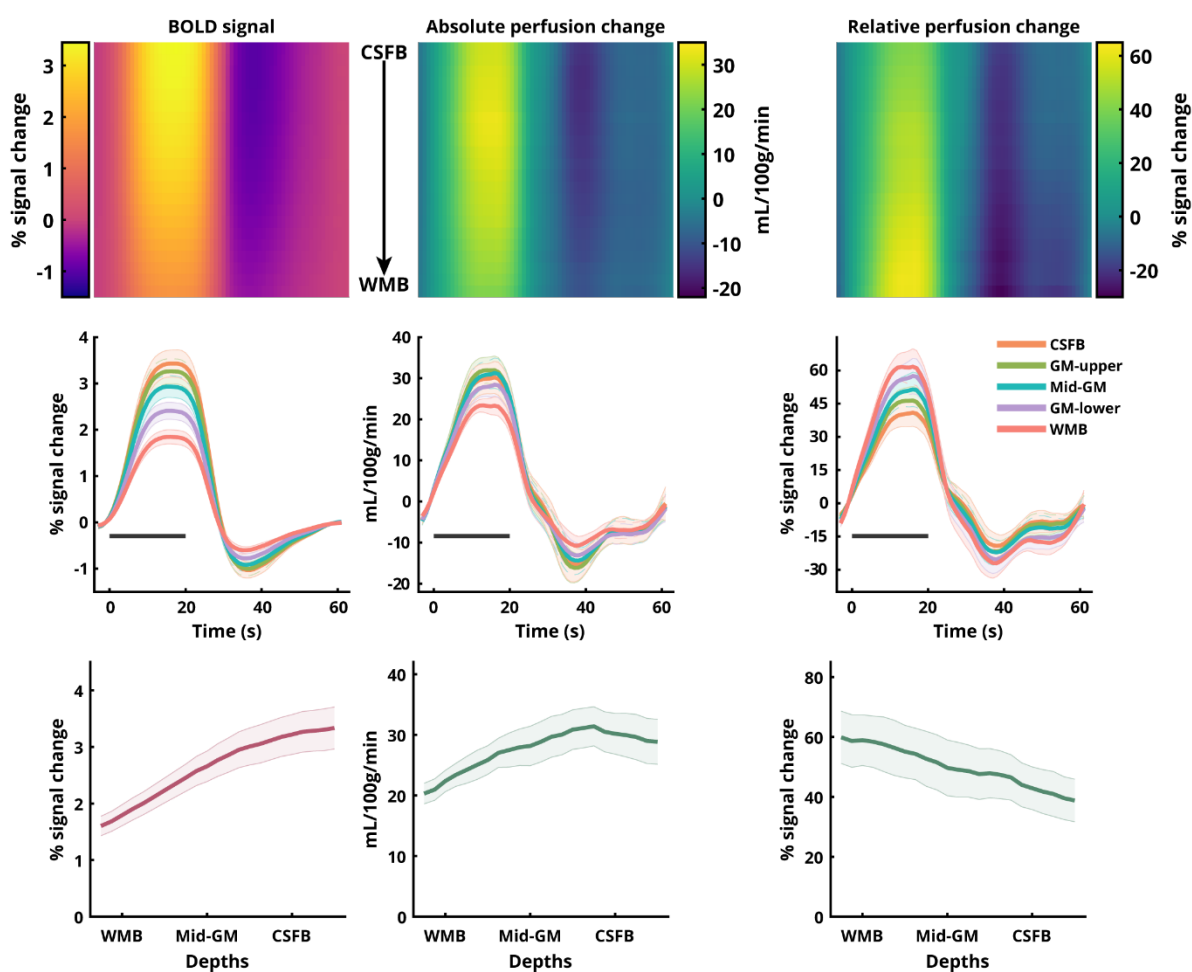 BOLD signal
Absolute perfusion change
Relative perfusion change
% signal change
3
2
1
0
-1
CSFB
WMB
30
20
10
0
-10
-20
mL/100g/min
60
40
20
0
-20
% signal change
% signal change
4
3
2
1
0
-1
0 20 40 60
Time (s)
mL/100g/min
40
30
20
10
0
-10
-20
0 20 40 60
Time (s)
% signal change
60
45
30
15
0
-15
-30
0 20 40 60
Time (s)
CSFB
GM-upper
Mid-GM
GM-lower
WMB
% signal change
4
3
2
1
0
WMB Mid-GM CSFB
Depths
mL/100g/min
40
30
20
10
0
WMB Mid-GM CSFB
Depths
% signal change
80
60
40
20
0
WMB Mid-GM CSFB
Depths